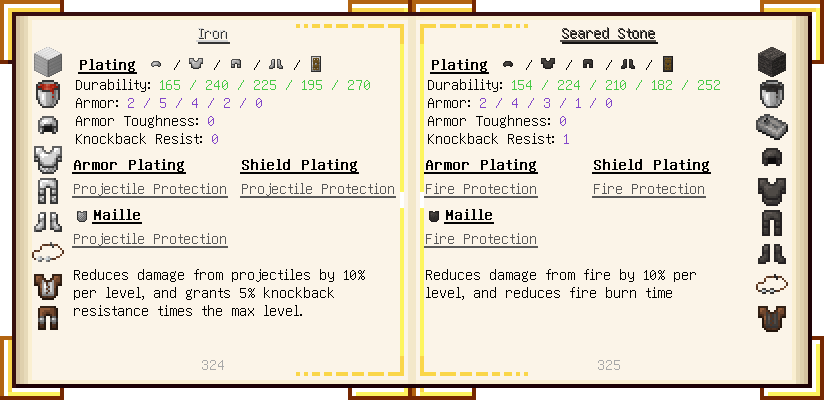 Iron
Plating / / / /
Durability: 165 / 240 / 225 / 195 / 270
Armor: 2 / 5 / 4 / 2 / 0
Armor Toughness: 0
Knockback Resist: 0
Armor Plating Shield Plating
Projectile Protection Projectile Protection
Maille
Projectile Protection
Reduces damage from projectiles by 10%
per level, and grants 5% knockback
resistance times the max level.
324
Seared Stone
Plating / / / /
Durability: 154 / 224 / 210 / 182 / 252
Armor: 2 / 4 / 3 / 1 / 0
Armor Toughness: 0
Knockback Resist: 1
Armor Plating Shield Plating
Fire Protection Fire Protection
Maille
Fire Protection
Reduces damage from fire by 10% per
level, and reduces fire burn time
325